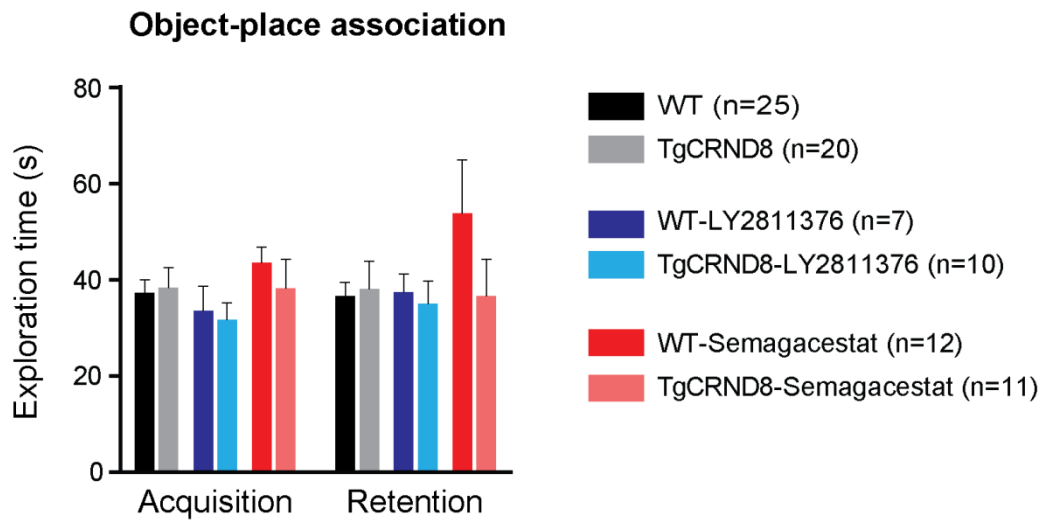 Object-place association
Exploration time (s)
80
60
40
20
0
Acquisition
Retention
WT (n=25)
TgCRND8 (n=20)
WT-LY2811376 (n=7)
TgCRND8-LY2811376 (n=10)
WT-Semagacestat (n=12)
TgCRND8-Semagacestat (n=11)